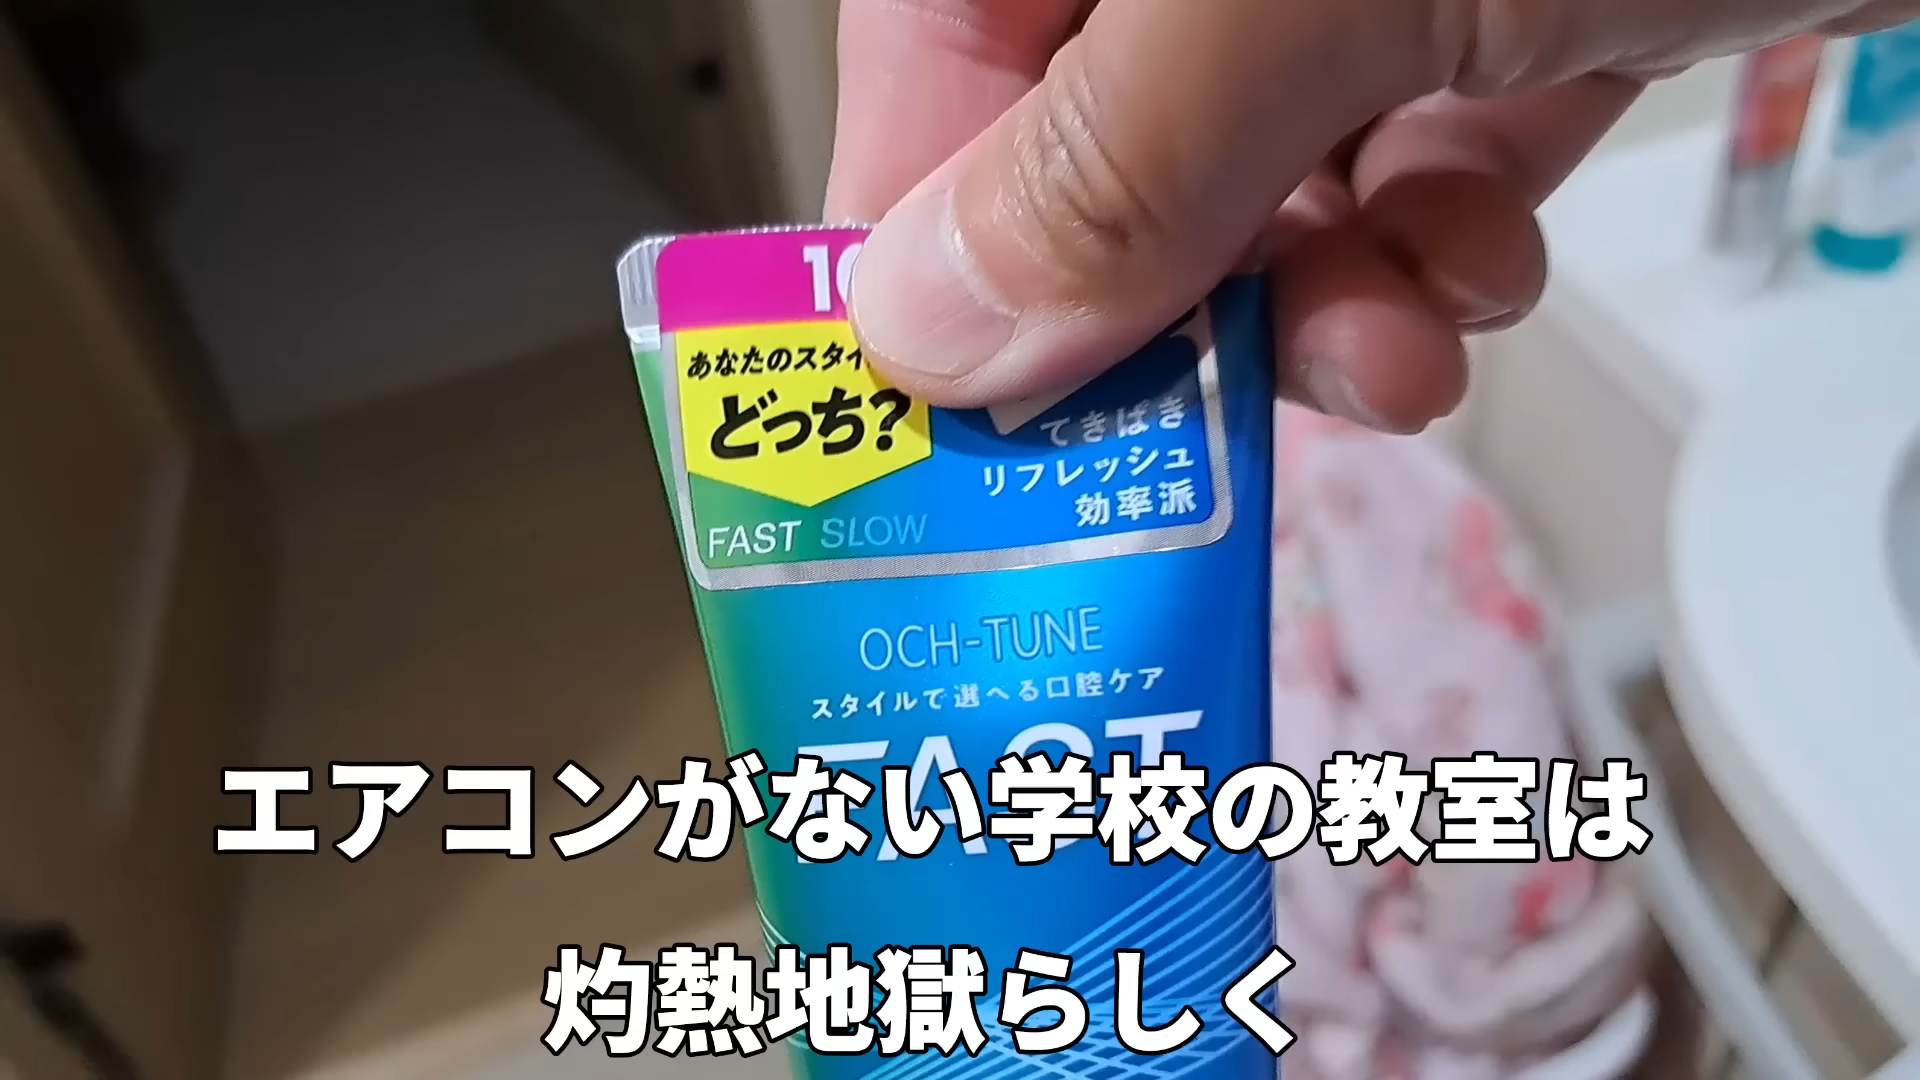 あなたのスタイ
どっち?
てきぱき
リフレッシュ
効率派
FAST SLOW
OCH-TUNE
スタイルで選べる口腔ケア
FAST
エアコンがない学校の教室は
灼熱地獄らしく